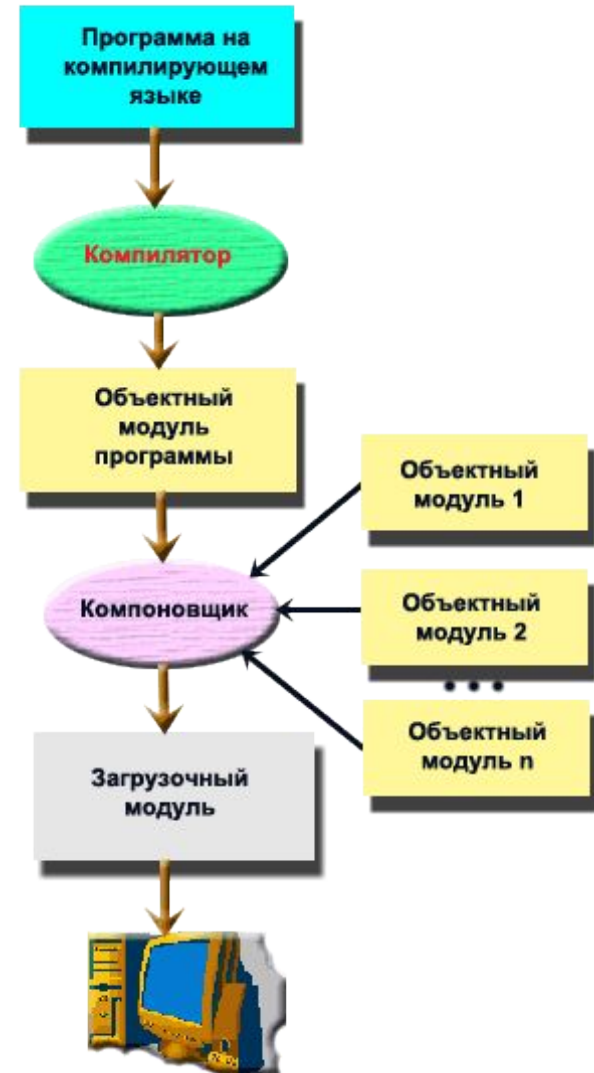 Программа на
компилирующем
языке
Компилятор
Объектный
модуль
программы
Объектный
модуль 1
Компоновщик
Объектный
модуль 2
• • •
Объектный
модуль n
Загрузочный
модуль